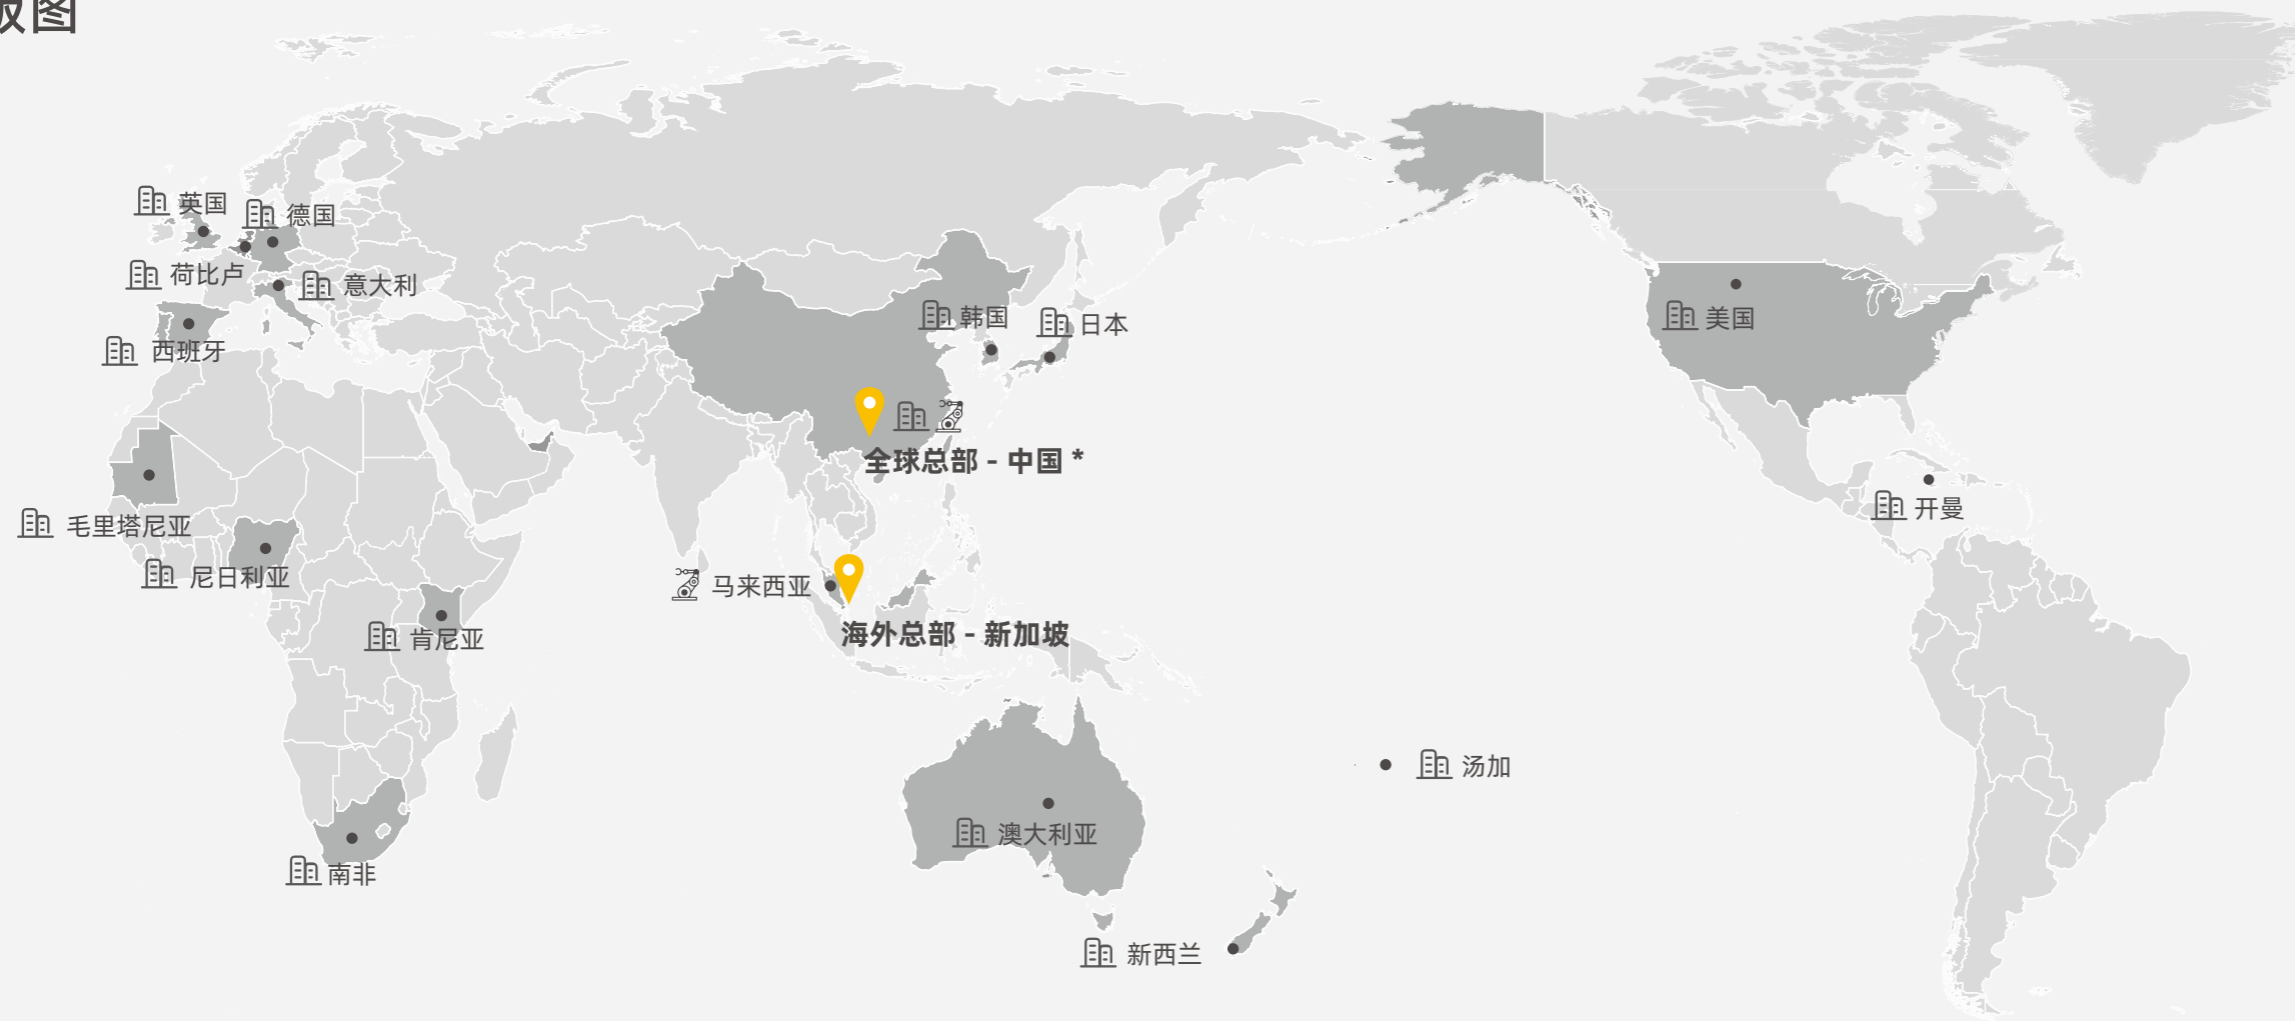 版图
英国
德国
荷比卢
意大利
西班牙
韩国
日本
美国
全球总部 - 中国 *
毛里塔尼亚
开曼
尼日利亚
马来西亚
肯尼亚
海外总部 - 新加坡
汤加
澳大利亚
南非
新西兰